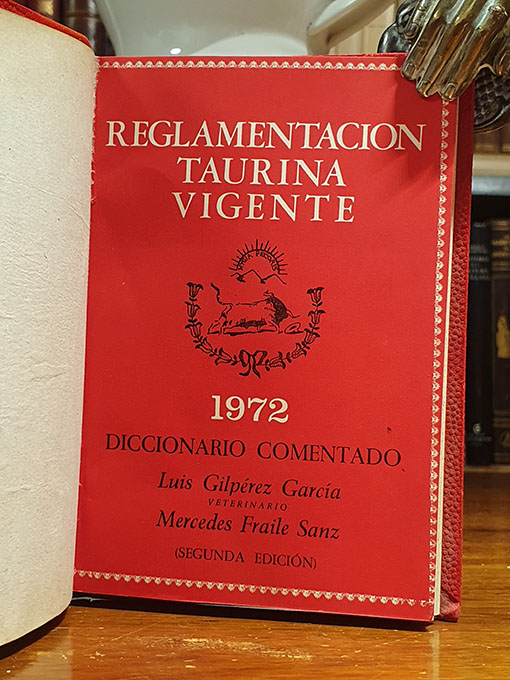 REGLAMENTACION
TAURINA
VIGENTE
1972
DICCIONARIO COMENTADO
Luis Gilpérez García
VETERINARIO
Mercedes Fraile Sanz
(SEGUNDA EDICIÓN)